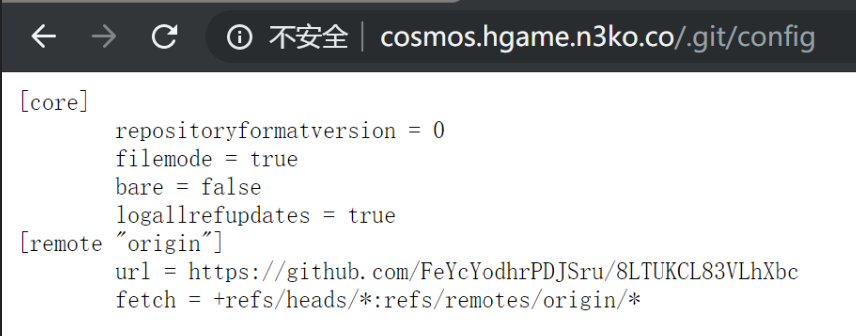 不安全 | cosmos.hgame.n3ko.co/.git/config
[core]
repositoryformatversion = 0
filemode = true
bare = false
logallrefupdates = true
[remote "origin"]
url = https://github.com/FeYcYodhrPDJSru/8LTUKCL83VLhXbc
fetch = +refs/heads/*:refs/remotes/origin/*